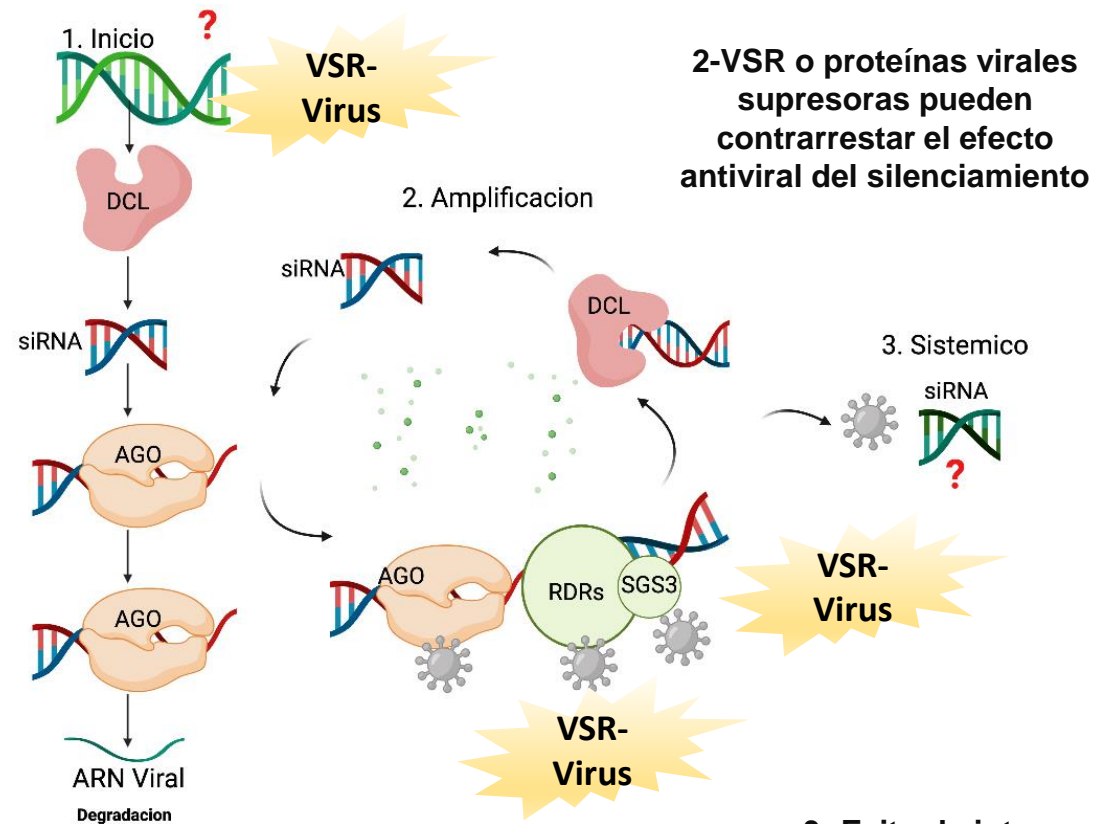 1. Inicio
?
VSR-
Virus
2-VSR o proteínas virales
supresoras pueden
contrarrestar el efecto
antiviral del silenciamiento
DCL
2. Amplificacion
siRNA
DCL
siRNA
3. Sistemico
siRNA
?
AGO
AGO
RDRs
SGS3
VSR-
Virus
AGO
VSR-
Virus
ARN Viral
Degradacion